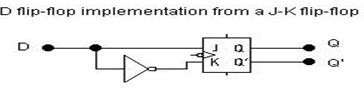 D flip-flop implementation from a J-K flip-flop
D J Q Q
K Q' Q'